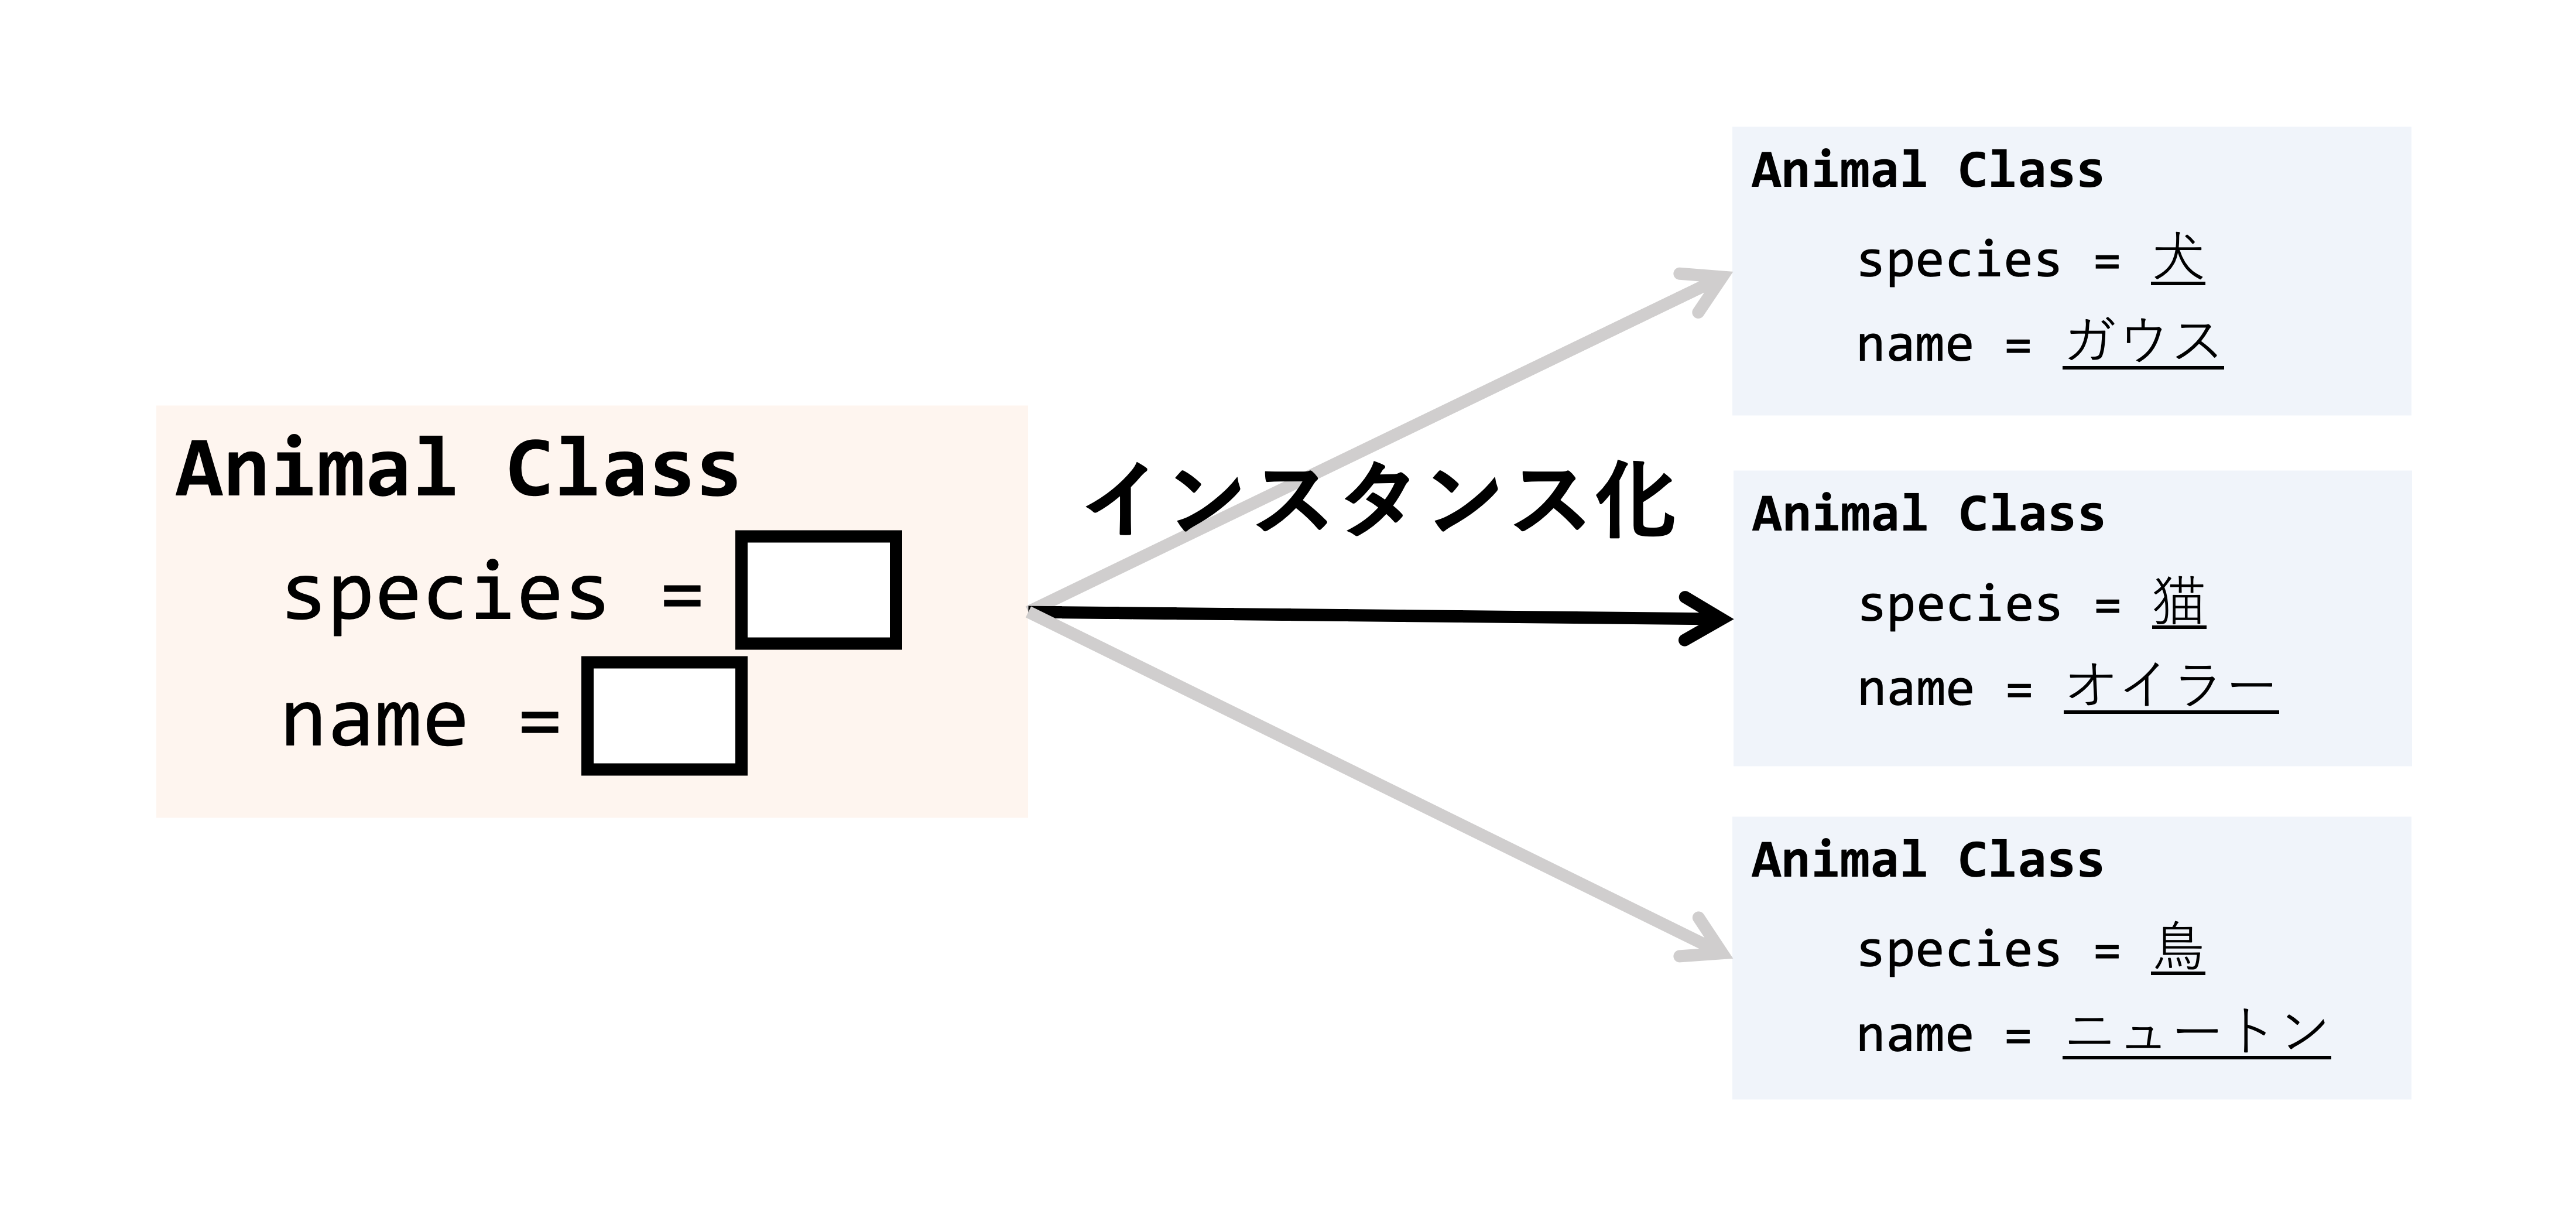 Animal Class
species =
name =
インスタンス化
Animal Class
species = 犬
name = ガウス
Animal Class
species = 猫
name = オイラー
Animal Class
species = 鳥
name = ニュートン